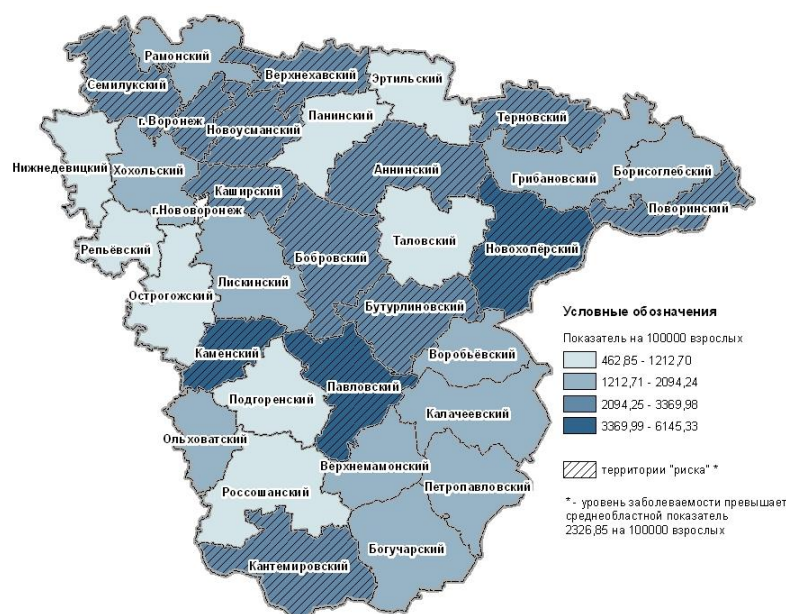 Рамонский
Семилукский
Верхнехавский
Эртильский
г. Воронеж
Новоусманский
Панинский
Терновский
Нижнедевицкий
Хохольский
Аннинский
Грибановский
Борисоглебский
Каширский
Поворинский
г.Нововоронеж
Репьёвский
Таловский
Новохопёрский
Бобровский
Лискинский
Острогожский
Бутурлиновский
Условные обозначения
Показатель на 100000 взрослых
462,85 - 1212,70
1212,71 - 2094,24
2094,25 - 3369,98
3369,99 - 6145,33
территории "риска" *
* - уровень заболеваемости превышает
среднеобластной показатель
2326,85 на 100000 взрослых
Каменский
Воробьёвский
Павловский
Подгоренский
Калачеевский
Ольховатский
Верхнемамонский
Петропавловский
Россошанский
Богучарский
Кантемировский